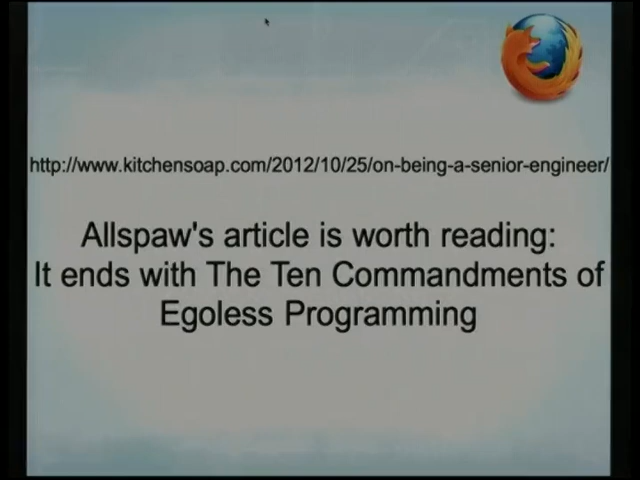 http://www.kitchensoap.com/2012/10/25/on-being-a-senior-engineer/
Allspaw's article is worth reading:
It ends with The Ten Commandments of
Egoless Programming